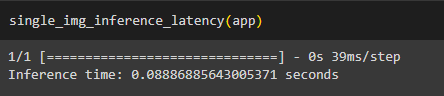 single_img_inference_latency(app)
1/1 [==============================] - 0s 39ms/step
Inference time: 0.08886885643005371 seconds